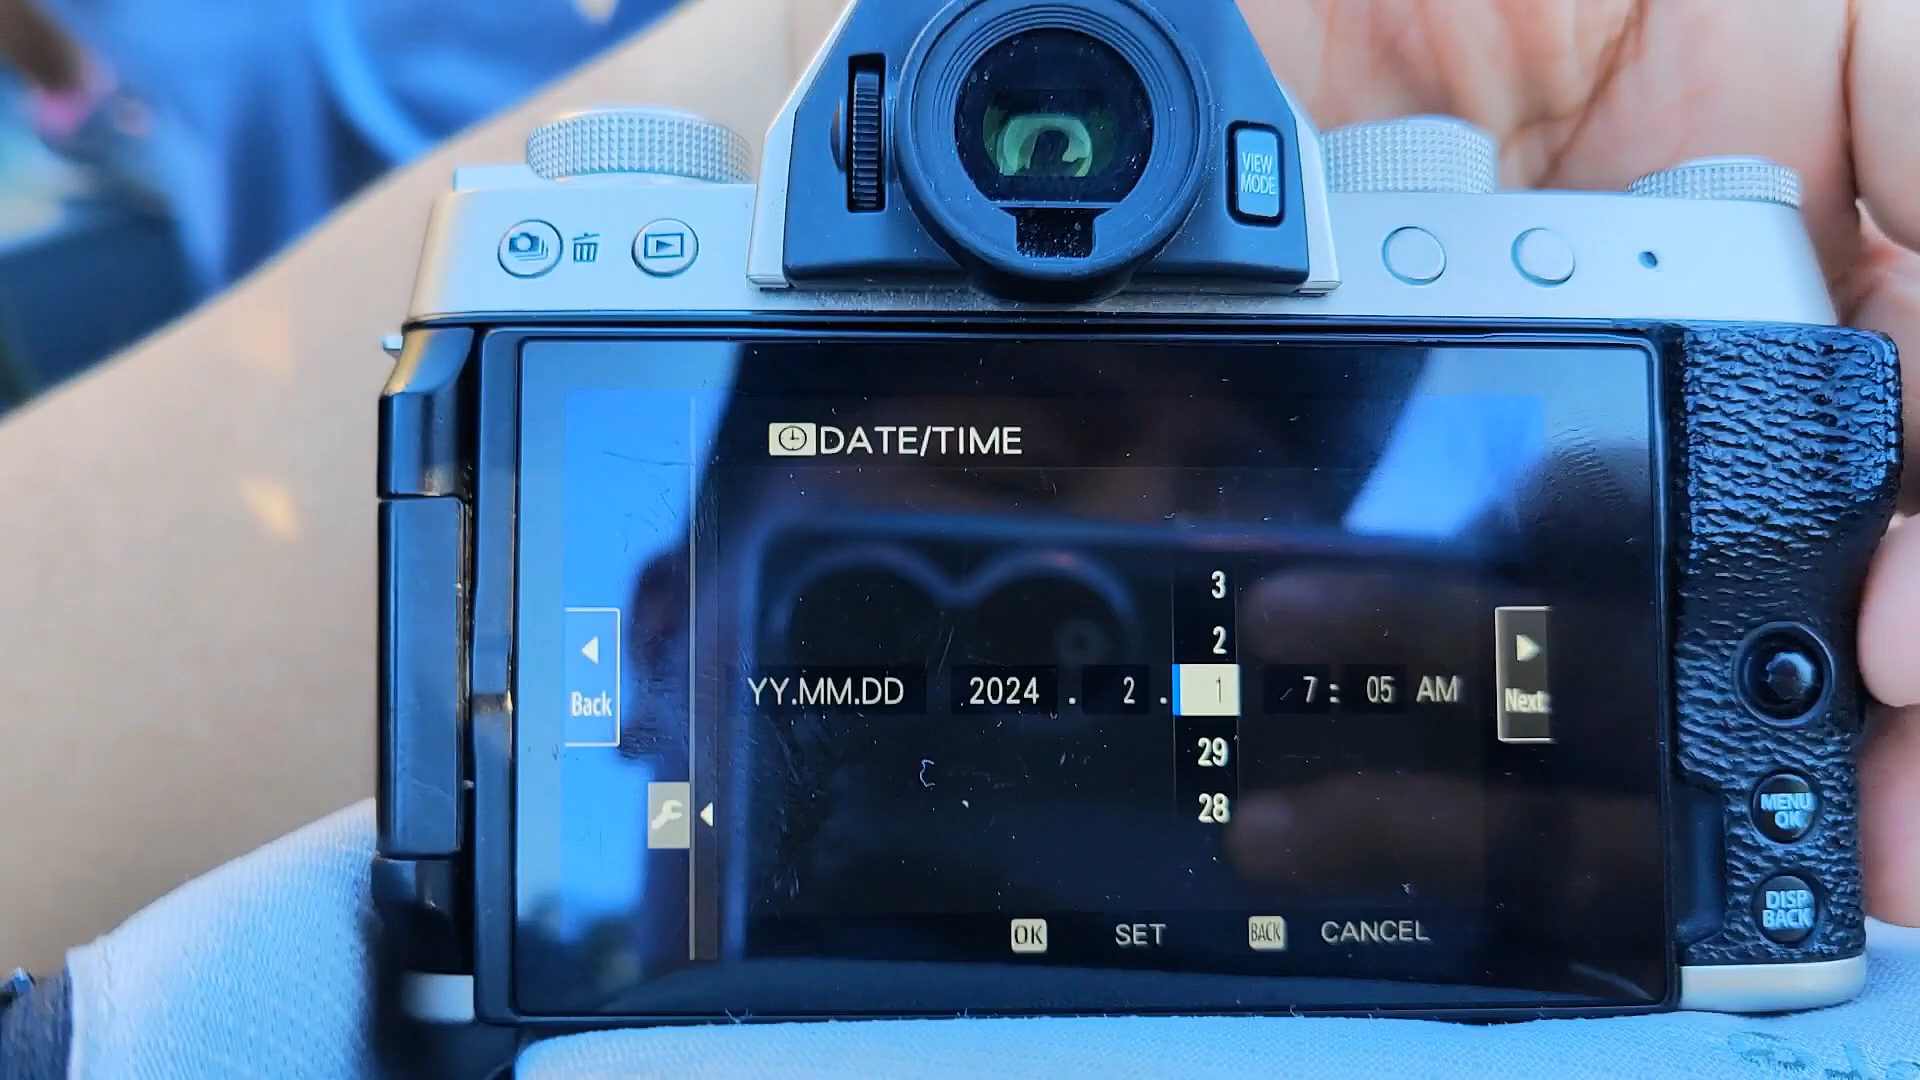 VIEW
MODE
DATE/TIME
3
2
YY.MM.DD 2024 . 2 . 1 7 : 05 AM
29
28
Back
Next
OK SET BACK CANCEL
MENU
OK
DISP
BACK